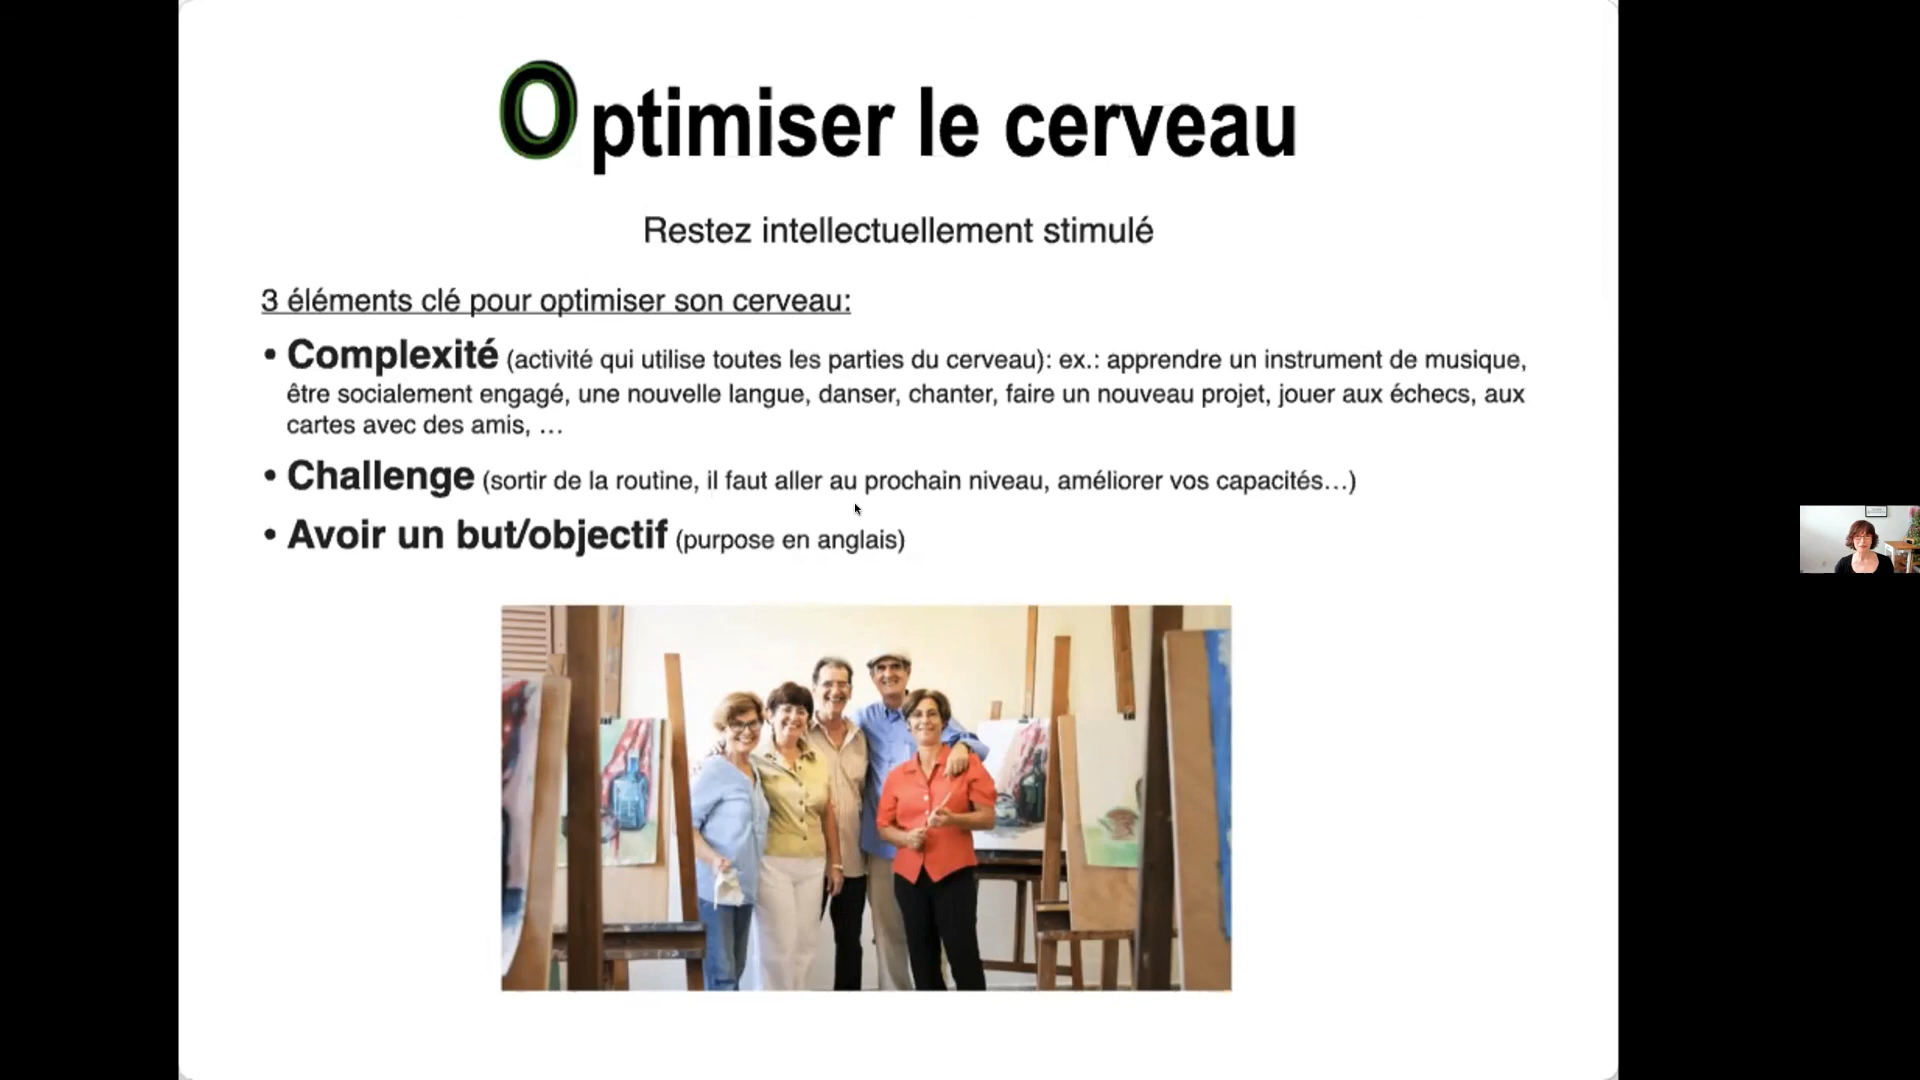 Optimiser le cerveau
Restez intellectuellement stimulé
3 éléments clé pour optimiser son cerveau:
• Complexité (activité qui utilise toutes les parties du cerveau): ex.: apprendre un instrument de musique,
être socialement engagé, une nouvelle langue, danser, chanter, faire un nouveau projet, jouer aux échecs, aux
cartes avec des amis, …
• Challenge (sortir de la routine, il faut aller au prochain niveau, améliorer vos capacités…)
• Avoir un but/objectif (purpose en anglais)